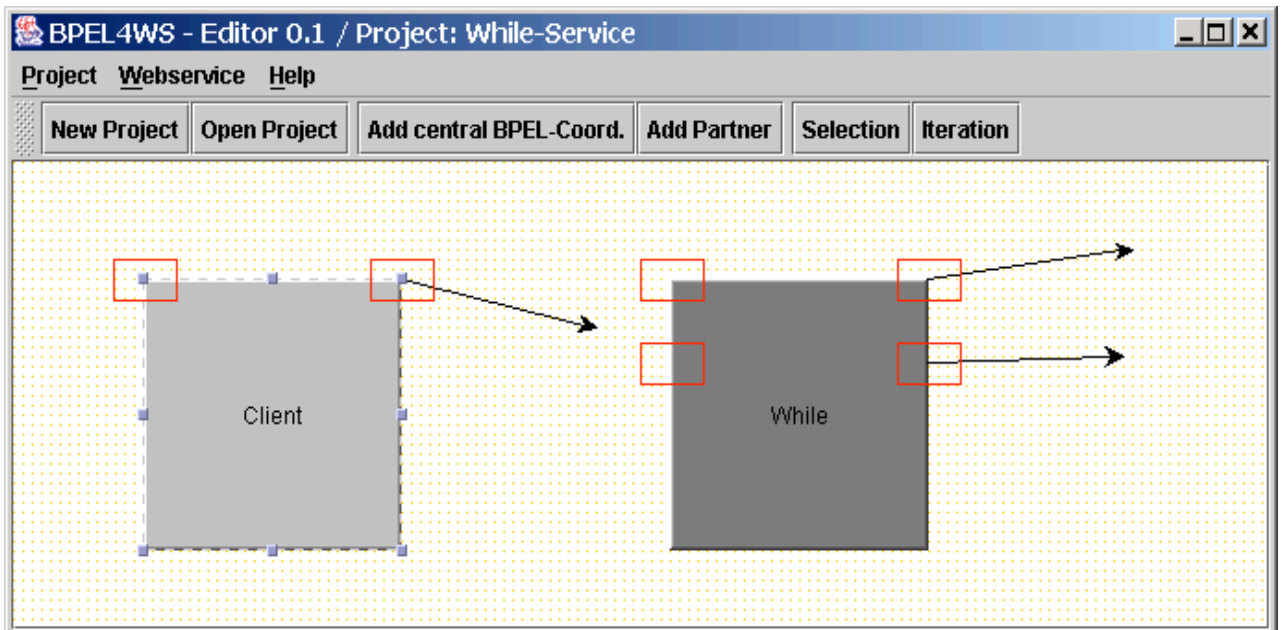 BPEL4WS - Editor 0.1 / Project: While-Service
Project Webservice Help
New Project Open Project Add central BPEL-Coord. Add Partner Selection Iteration
Client While